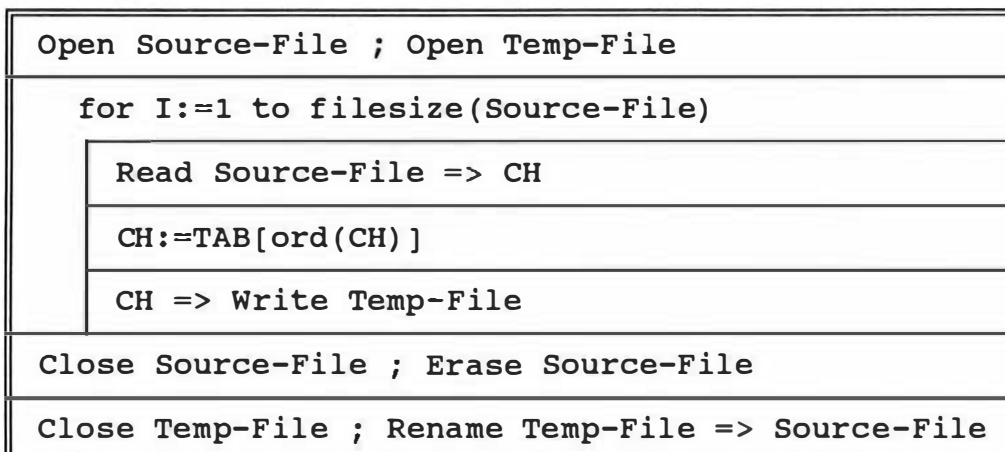 Open Source-File ; Open Temp-File
for I:=1 to filesize(Source-File)
Read Source-File => CH
CH:=TAB[ord(CH)]
CH => Write Temp-File
Close Source-File ; Erase Source-File
Close Temp-File ; Rename Temp-File => Source-File